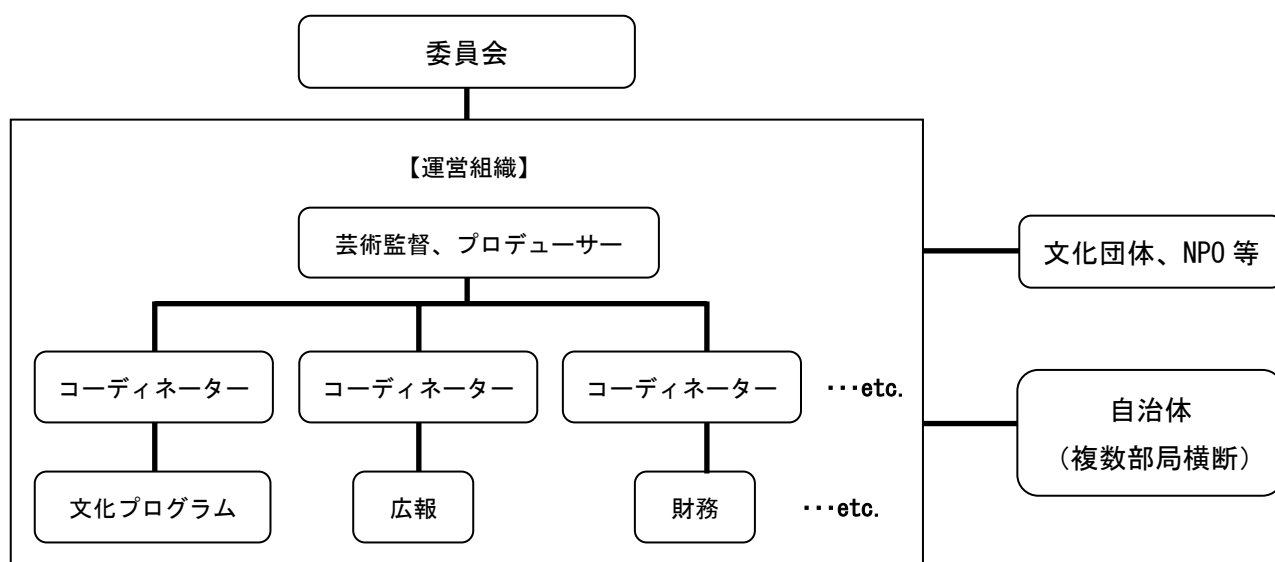 委員会
【運営組織】
芸術監督、プロデューサー
文化団体、NPO 等
コーディネーター
コーディネーター
コーディネーター
･･･etc.
自治体
（複数部局横断）
文化プログラム
広報
財務
･･･etc.